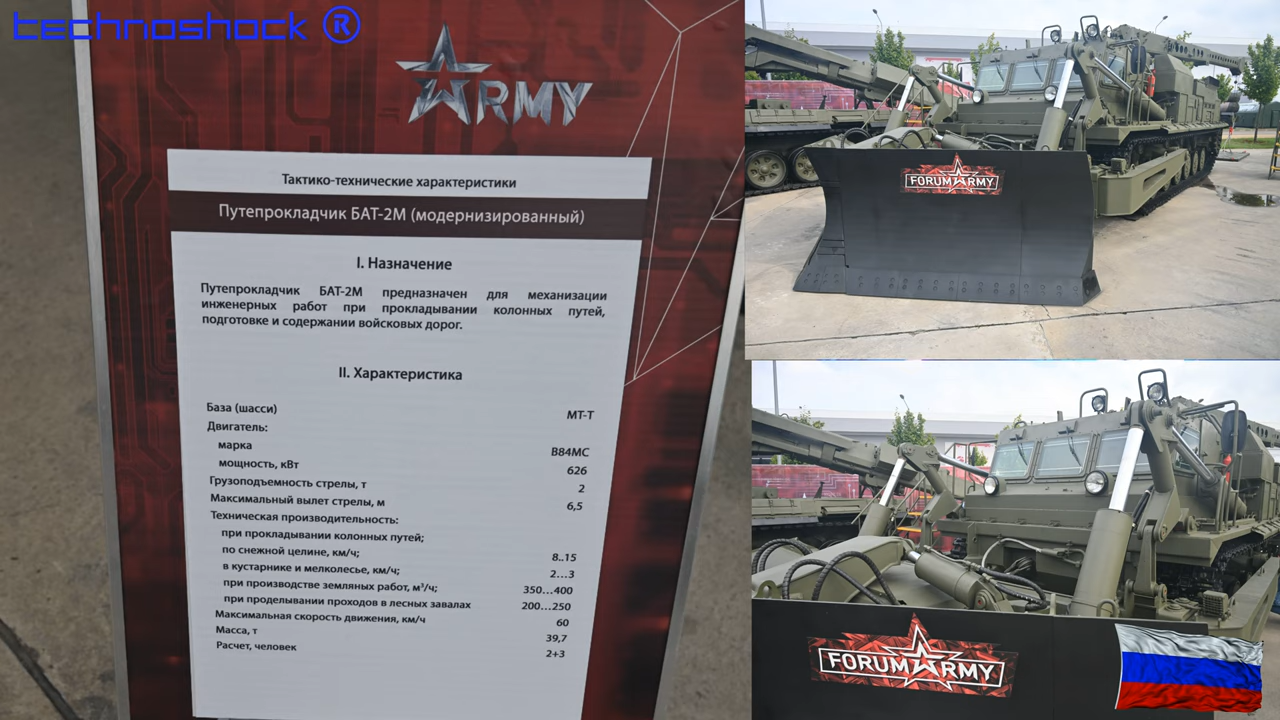 technoshock ®
ARMY
Тактико-технические характеристики
Путепрокладчик БАТ-2М (модернизированный)
I. Назначение
Путепрокладчик БАТ-2М предназначен для механизации
инженерных работ при прокладывании колонных путей,
подготовке и содержании войсковых дорог.
II. Характеристика
База (шасси) МТ-Т
Двигатель:
марка В84МС
мощность, кВт 626
Грузоподъемность стрелы, т 2
Максимальный вылет стрелы, м 6,5
Техническая производительность:
при прокладывании колонных путей;
по снежной целине, км/ч; 8..15
в кустарнике и мелколесье, км/ч; 2...3
при производстве земляных работ, м³/ч; 350...400
при проделывании проходов в лесных завалах 200...250
Максимальная скорость движения, км/ч 60
Масса, т 39,7
Расчет, человек 2+3
FORUM ARMY
FORUM ARMY